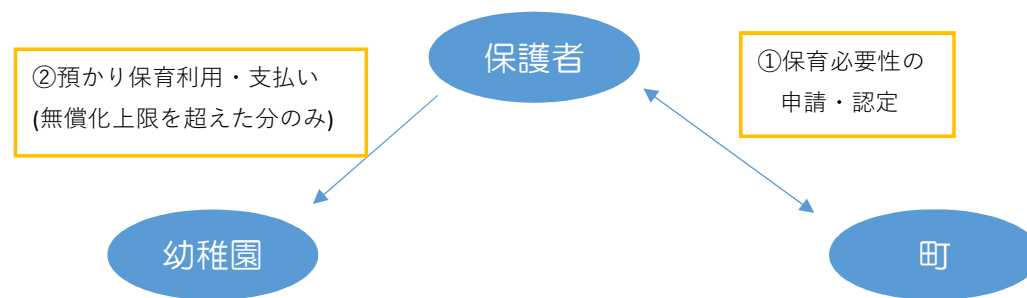 保護者
②預かり保育利用・支払い
(無償化上限を超えた分のみ)
①保育必要性の
申請・認定
幼稚園
町